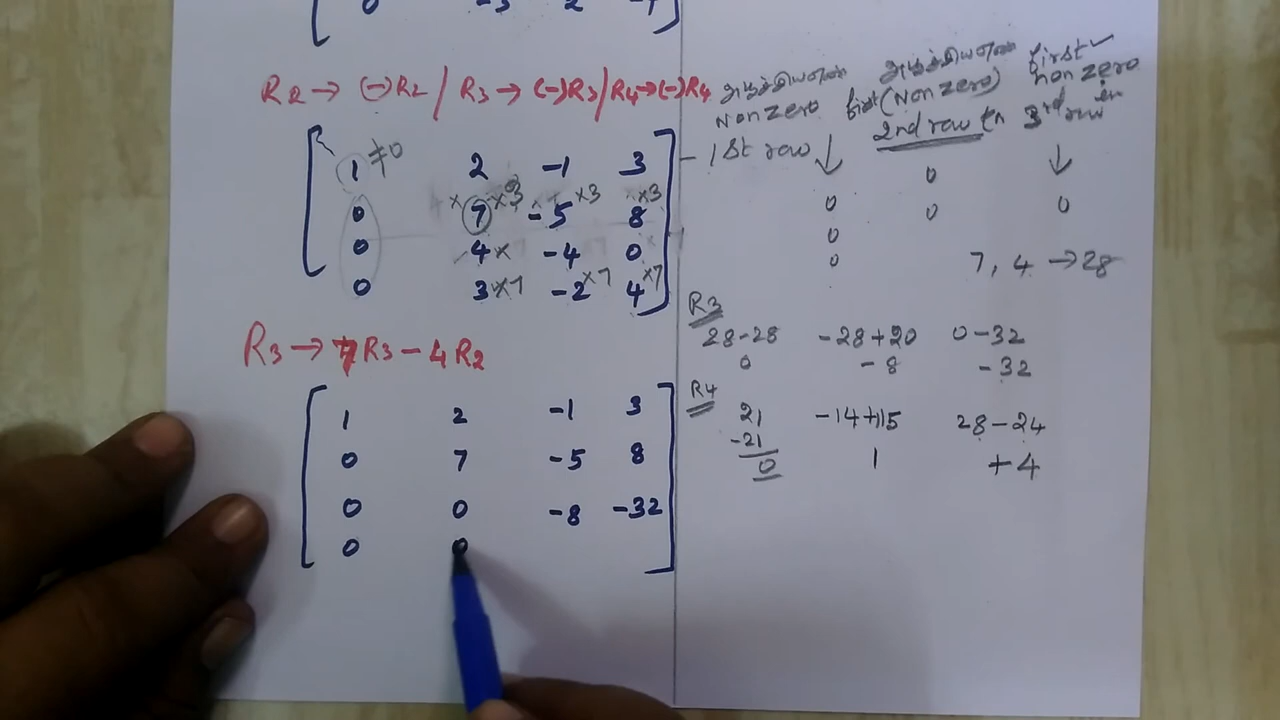 0 -3 2 -1
R2 → (-)R2 / R3 → (-)R3 / R4 → (-)R4
1 ≠0 2 -1 3
0 7 ×3 -5 ×3 8 ×3
0 4× -4 0
0 3×7 -2 ×7 4 ×7
R3 → 7R3 - 4R2
1 2 -1 3
0 7 -5 8
0 0 -8 -32
0 0
Non zero
1st row ↓
0
0
0
first (Non zero)
2nd row
0
0
first ✓
non zero
3rd row
↓
0
7, 4 → 28
R3
28-28 -28+20 0-32
0 -8 -32
R4
21 -14+15 28-24
-21
0 1 +4